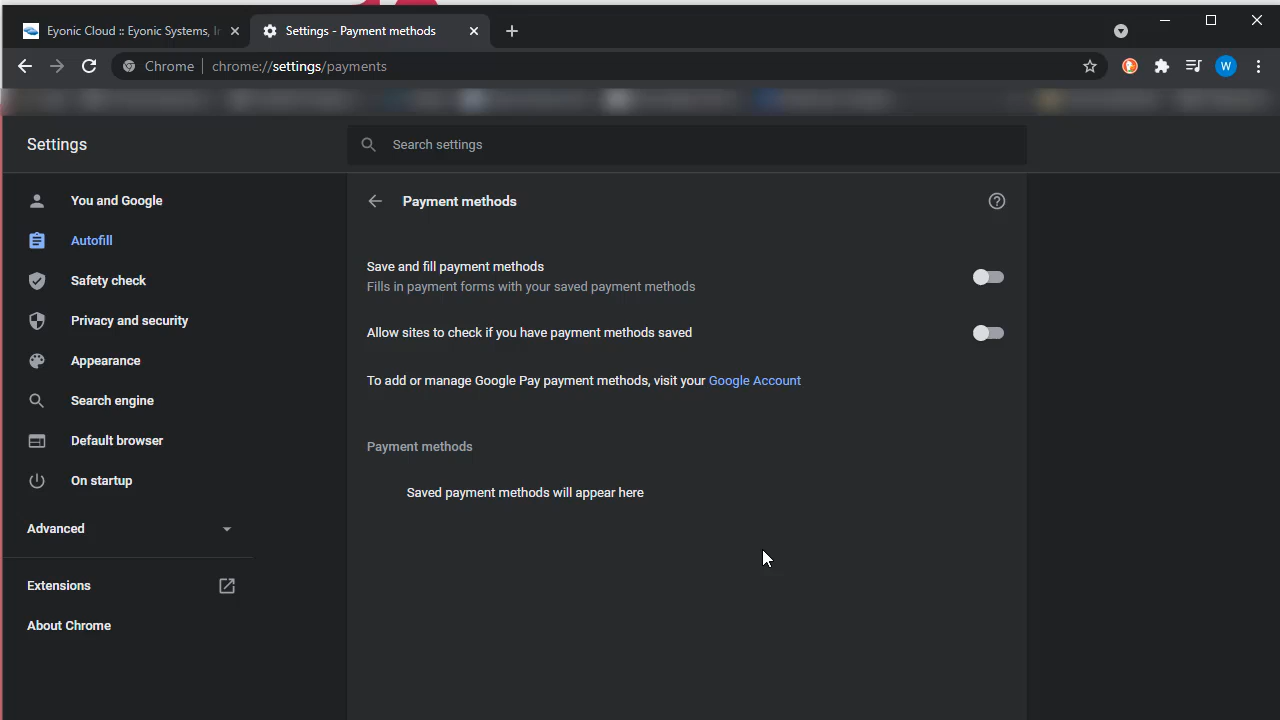 Eyonic Cloud :: Eyonic Systems, I
Settings - Payment methods
Chrome
chrome://settings/payments
W
Settings
Search settings
You and Google
Autofill
Safety check
Privacy and security
Appearance
Search engine
Default browser
On startup
Advanced
Extensions
About Chrome
Payment methods
Save and fill payment methods
Fills in payment forms with your saved payment methods
Allow sites to check if you have payment methods saved
To add or manage Google Pay payment methods, visit your Google Account
Payment methods
Saved payment methods will appear here